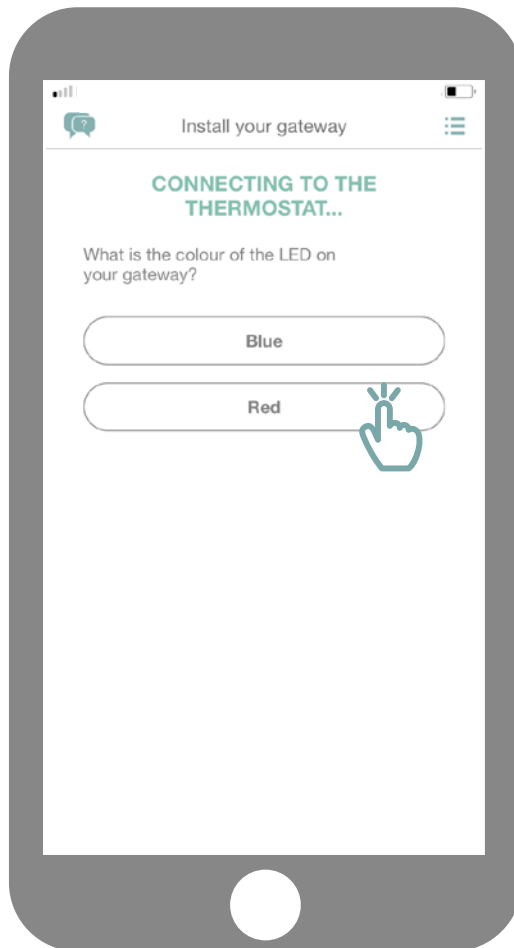 Install your gateway
CONNECTING TO THE
THERMOSTAT...
What is the colour of the LED on
your gateway?
Blue
Red